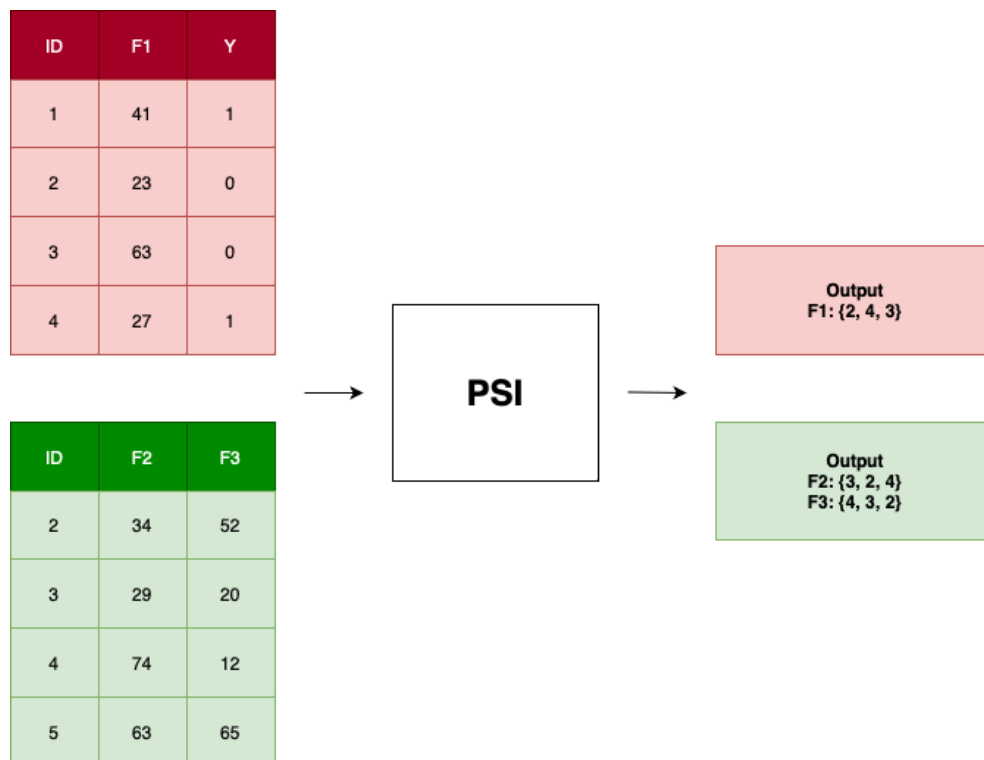 ID F1 Y
1 41 1
2 23 0
3 63 0
4 27 1
PSI
Output
F1: {2, 4, 3}
ID F2 F3
2 34 52
3 29 20
4 74 12
5 63 65
Output
F2: {3, 2, 4}
F3: {4, 3, 2}